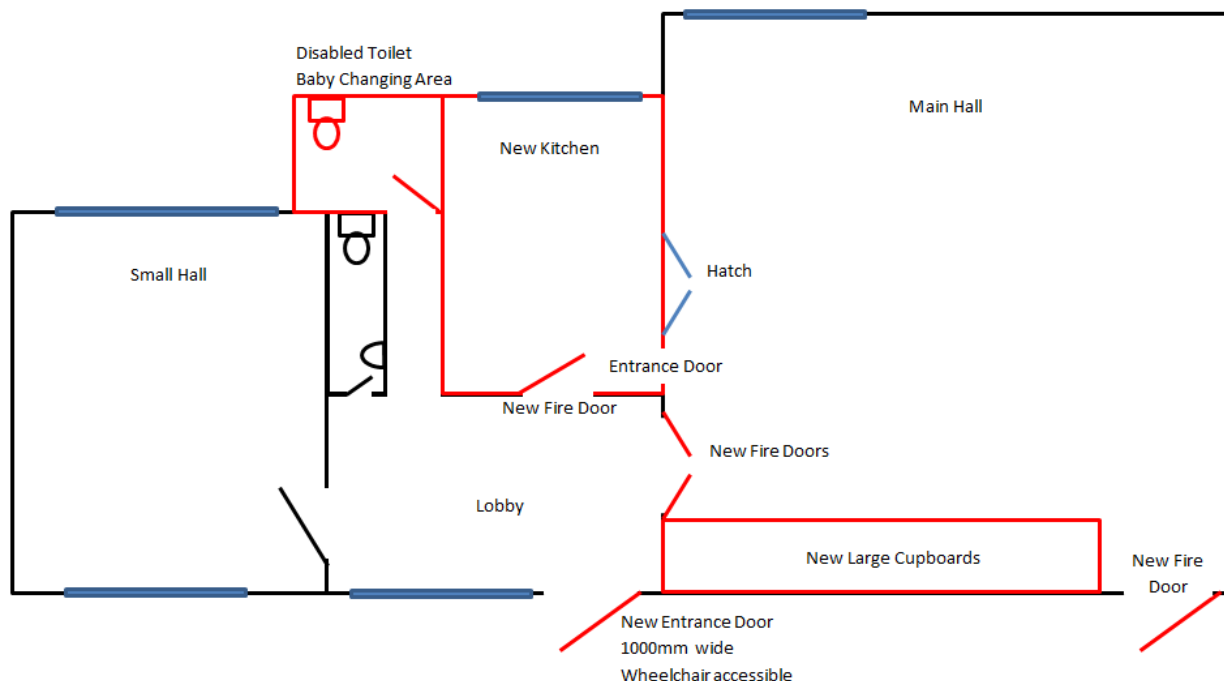 Disabled Toilet
Baby Changing Area
Main Hall
New Kitchen
Small Hall
Hatch
Entrance Door
New Fire Door
New Fire Doors
Lobby
New Large Cupboards
New Fire
Door
New Entrance Door
1000mm wide
Wheelchair accessible